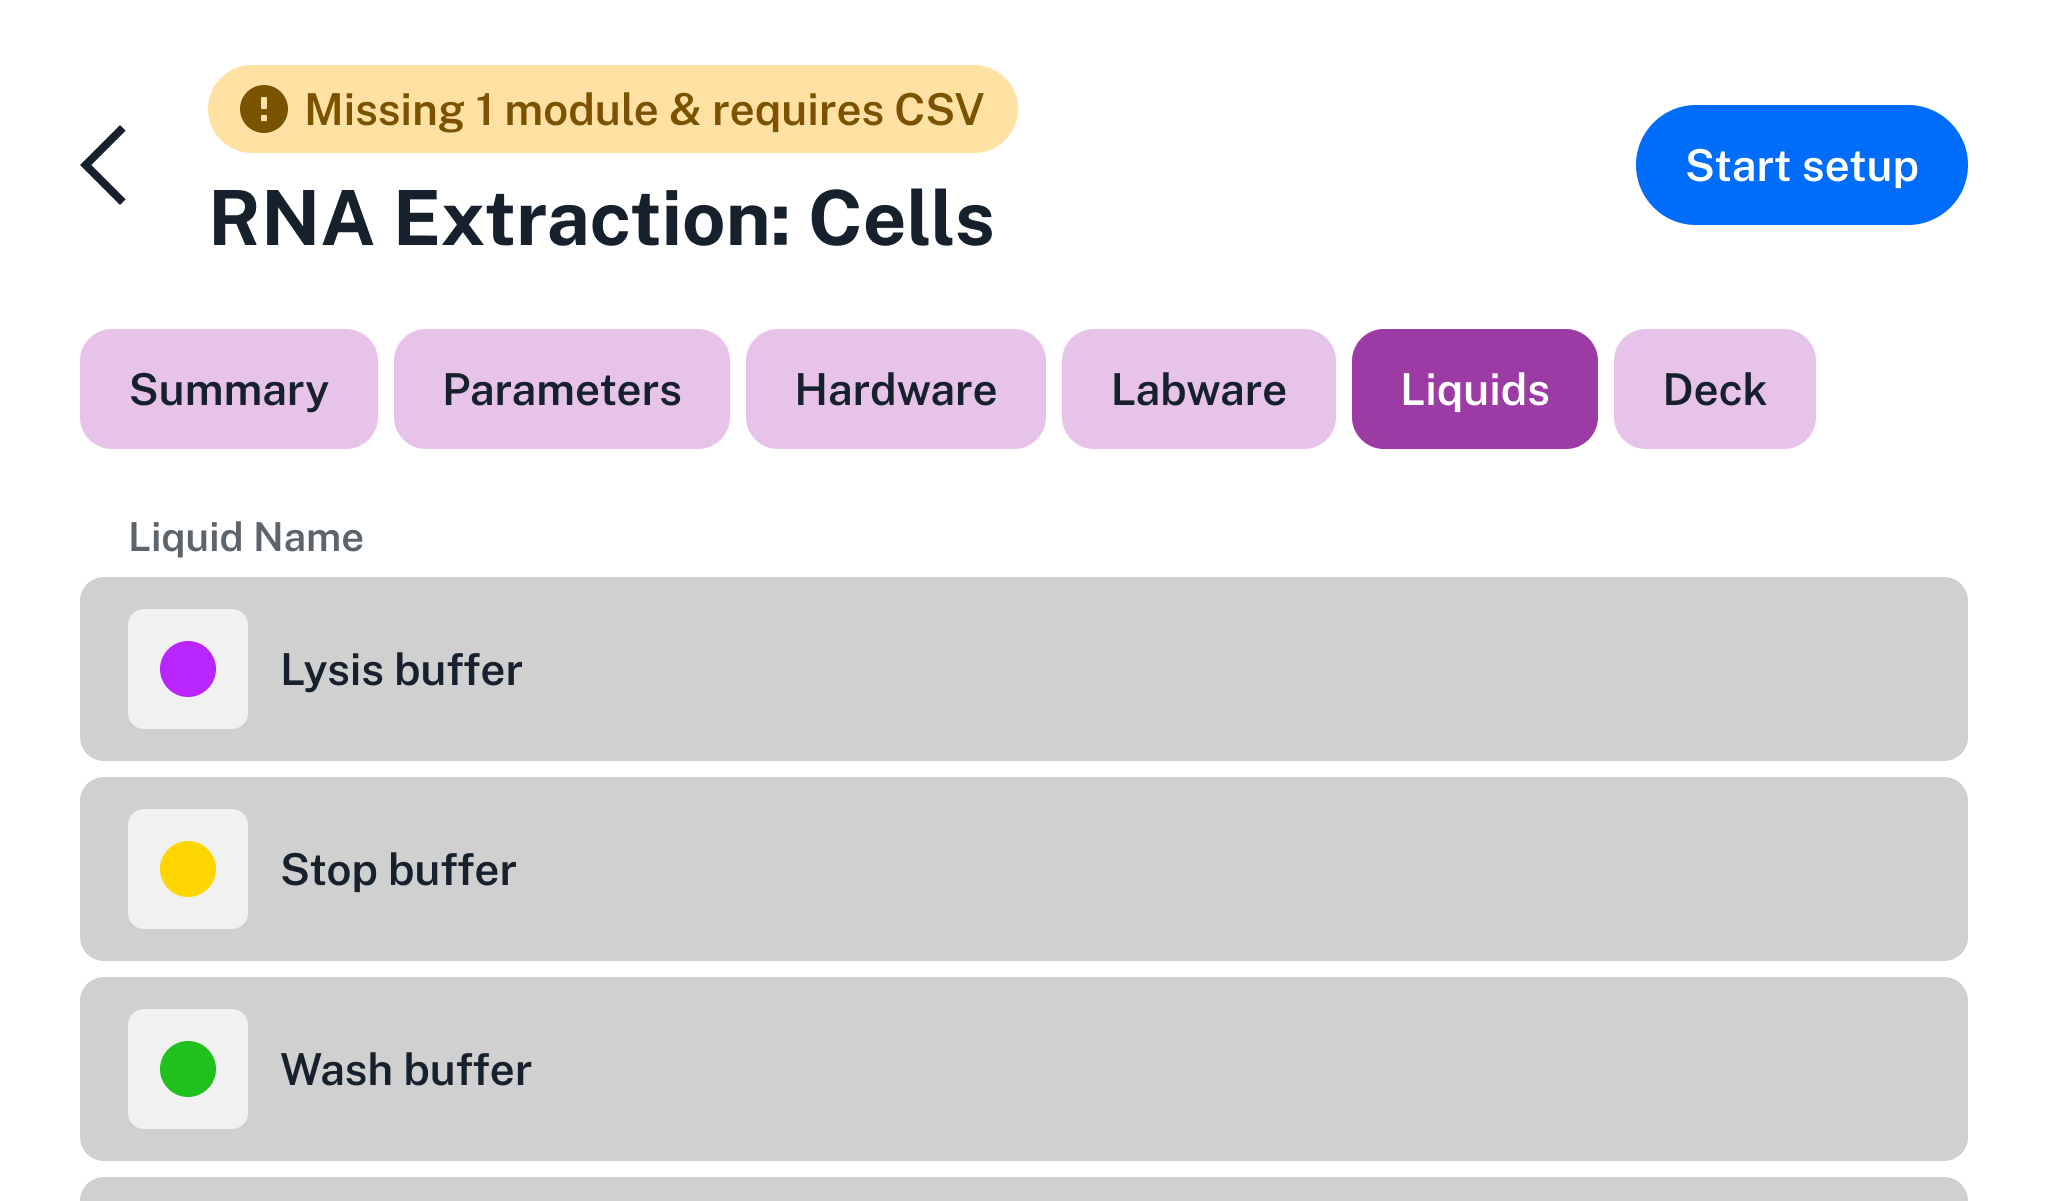 Missing 1 module & requires CSV
RNA Extraction: Cells
Start setup
Summary
Parameters
Hardware
Labware
Liquids
Deck
Liquid Name
Lysis buffer
Stop buffer
Wash buffer